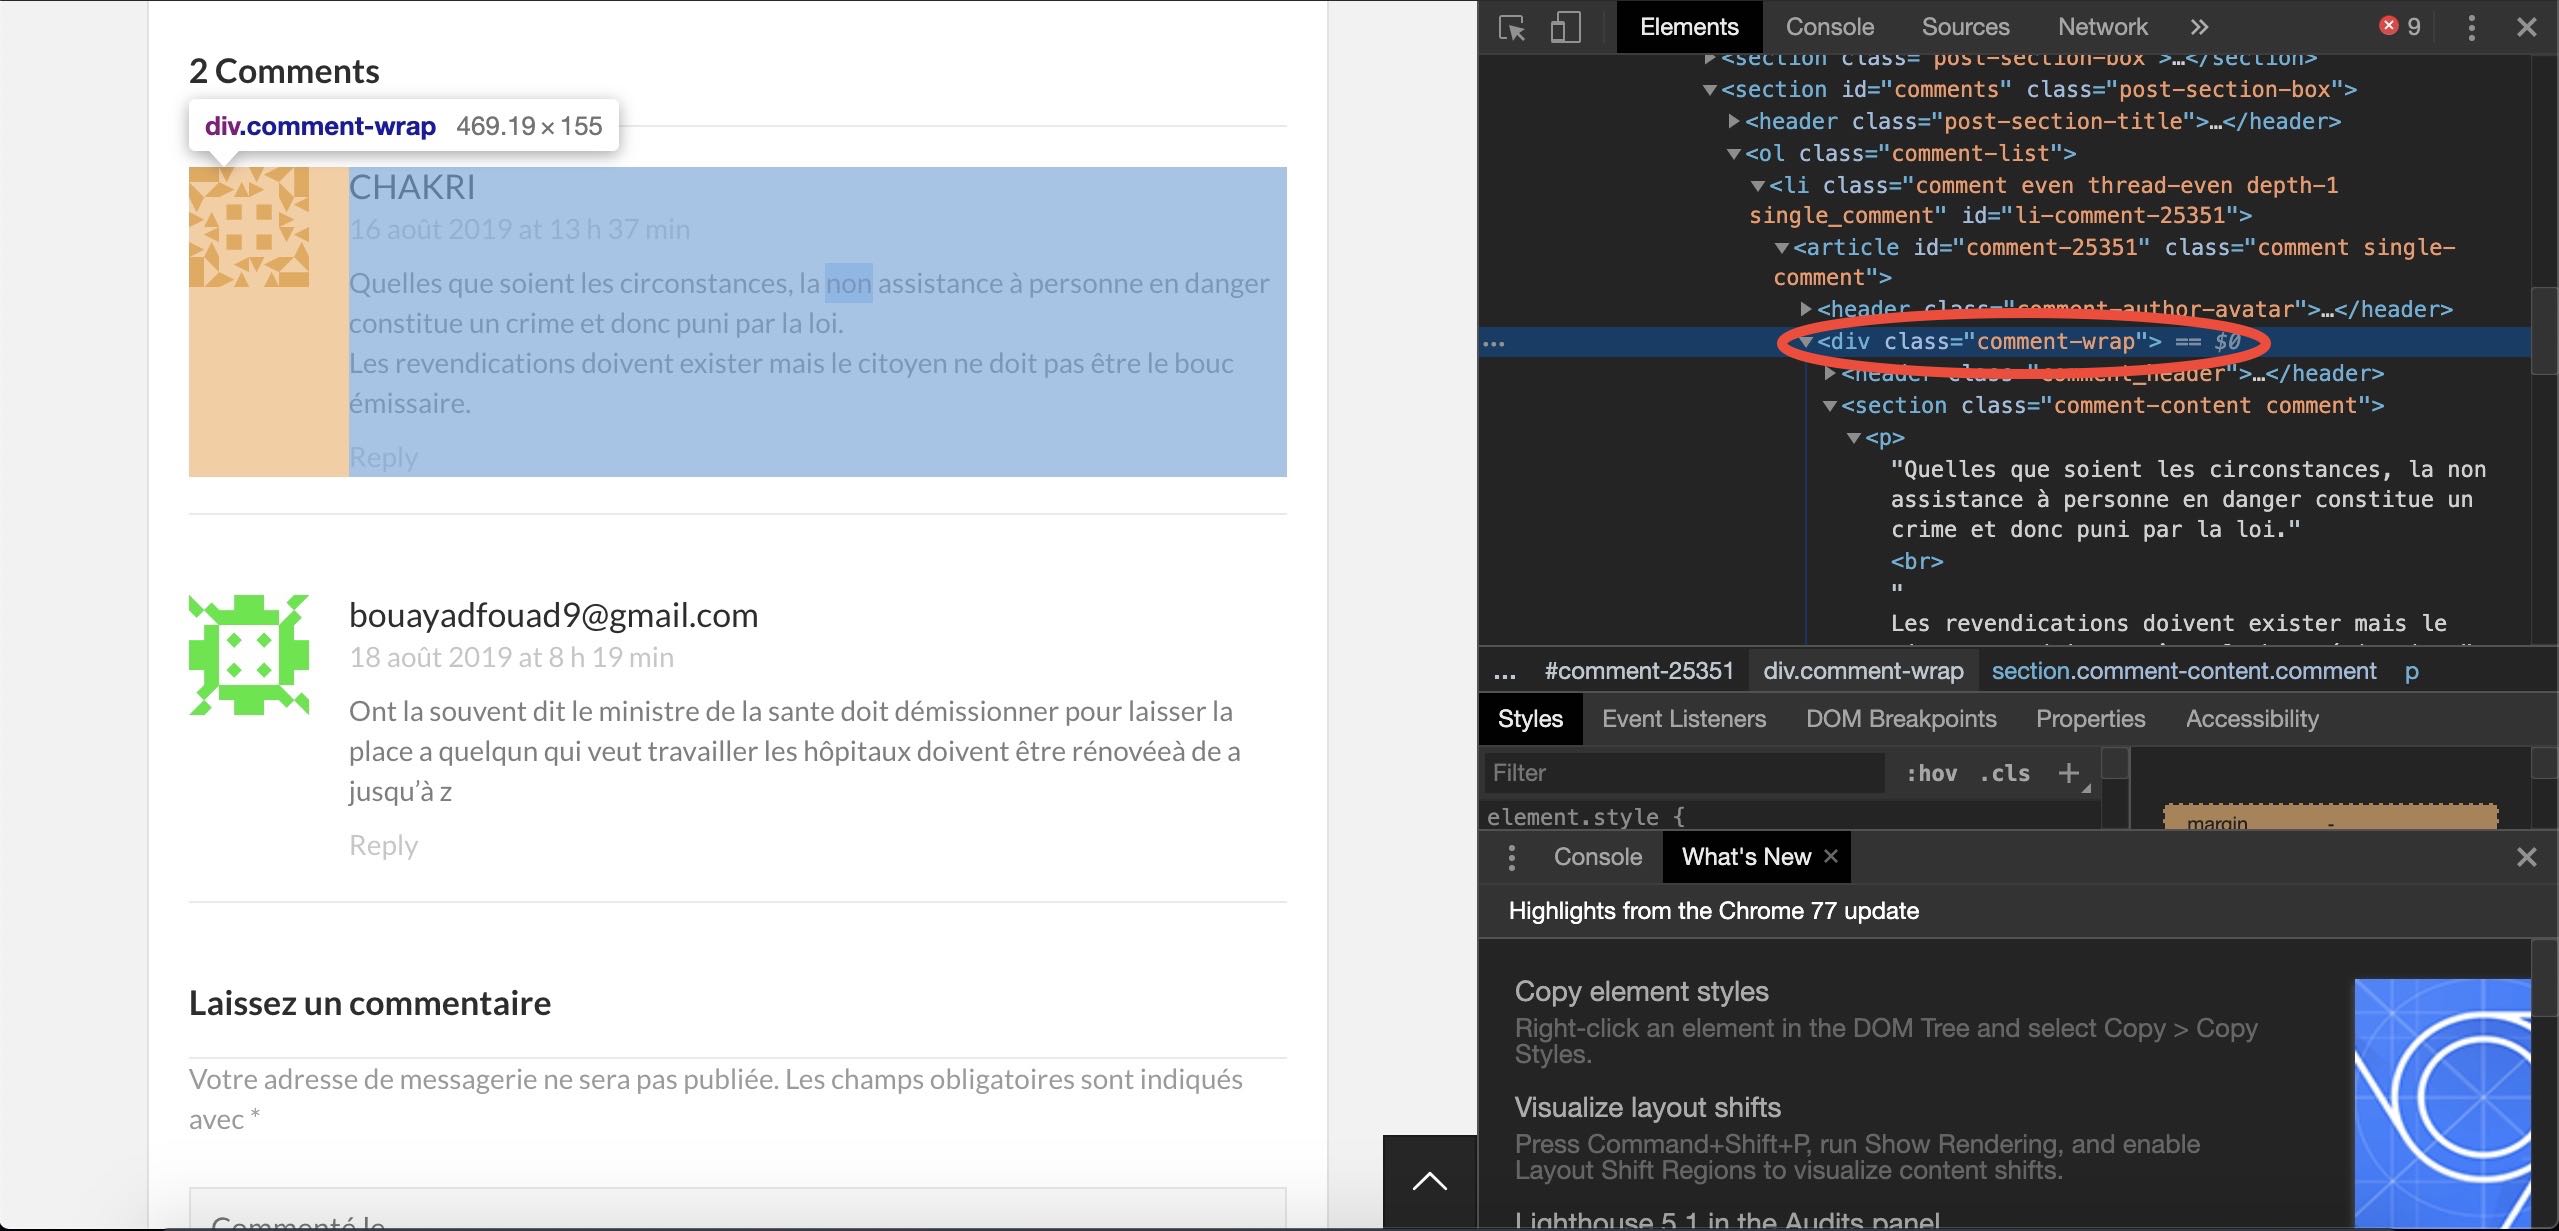 2 Comments
div.comment-wrap 469.19 × 155
CHAKRI
16 août 2019 at 13 h 37 min
Quelles que soient les circonstances, la non assistance à personne en danger
constitue un crime et donc puni par la loi.
Les revendications doivent exister mais le citoyen ne doit pas être le bouc
émissaire.
Reply
bouayadfouad9@gmail.com
18 août 2019 at 8 h 19 min
Ont la souvent dit le ministre de la sante doit démissionner pour laisser la
place a quelqun qui veut travailler les hôpitaux doivent être rénovéeà de a
jusqu’à z
Reply
Laissez un commentaire
Votre adresse de messagerie ne sera pas publiée. Les champs obligatoires sont indiqués
avec *
Commenté le
Elements Console Sources Network » 9
<section class="post-section-box">…</section>
<section id="comments" class="post-section-box">
<header class="post-section-title">…</header>
<ol class="comment-list">
<li class="comment even thread-even depth-1
single_comment" id="li-comment-25351">
<article id="comment-25351" class="comment single-
comment">
<header class="comment-author-avatar">…</header>
… <div class="comment-wrap"> == $0
<header class="comment_header">…</header>
<section class="comment-content comment">
<p>
"Quelles que soient les circonstances, la non
assistance à personne en danger constitue un
crime et donc puni par la loi."
<br>
"
Les revendications doivent exister mais le
… #comment-25351 div.comment-wrap section.comment-content.comment p
Styles Event Listeners DOM Breakpoints Properties Accessibility
Filter :hov .cls +
element.style {
margin -
Console What's New
Highlights from the Chrome 77 update
Copy element styles
Right-click an element in the DOM Tree and select Copy > Copy
Styles.
Visualize layout shifts
Press Command+Shift+P, run Show Rendering, and enable
Layout Shift Regions to visualize content shifts.
Lighthouse 5.1 in the Audits panel